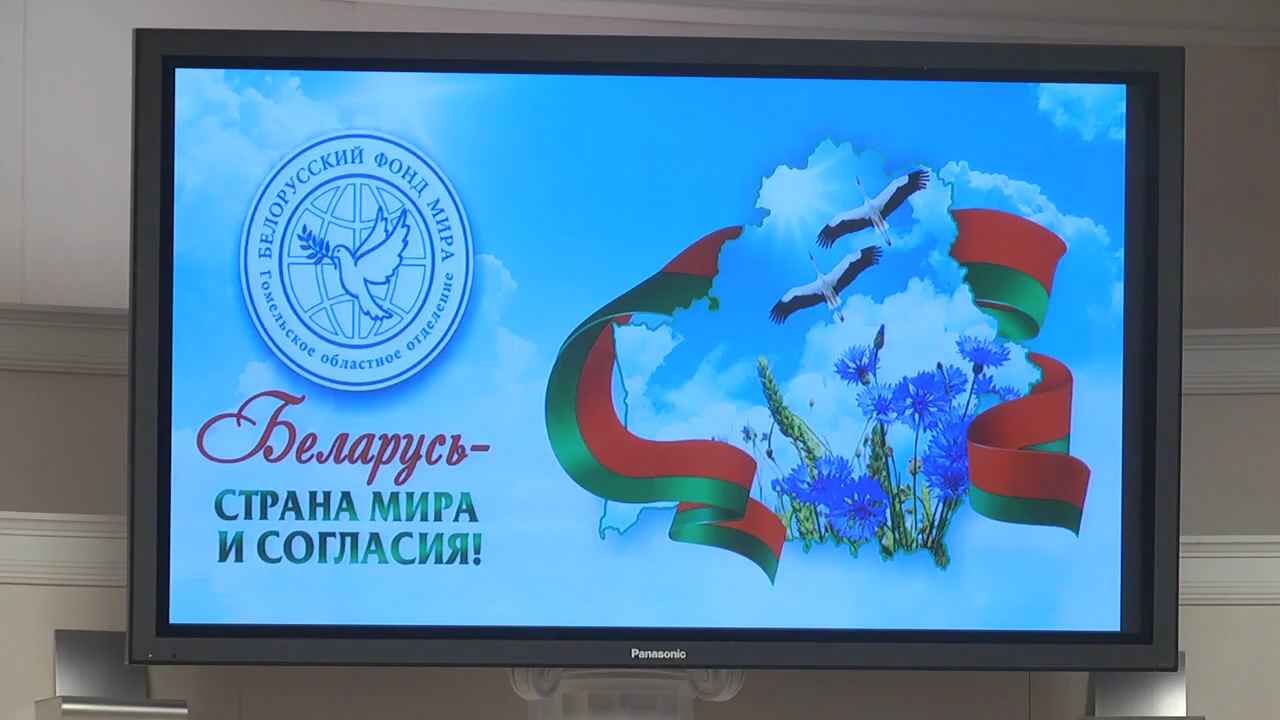 БЕЛОРУССКИЙ ФОНД МИРА
Гомельское областное отделение
Беларусь-
СТРАНА МИРА
И СОГЛАСИЯ!
Panasonic